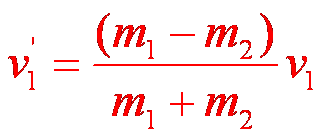 v₁' = (m₁ − m₂) / m₁ + m₂ v₁